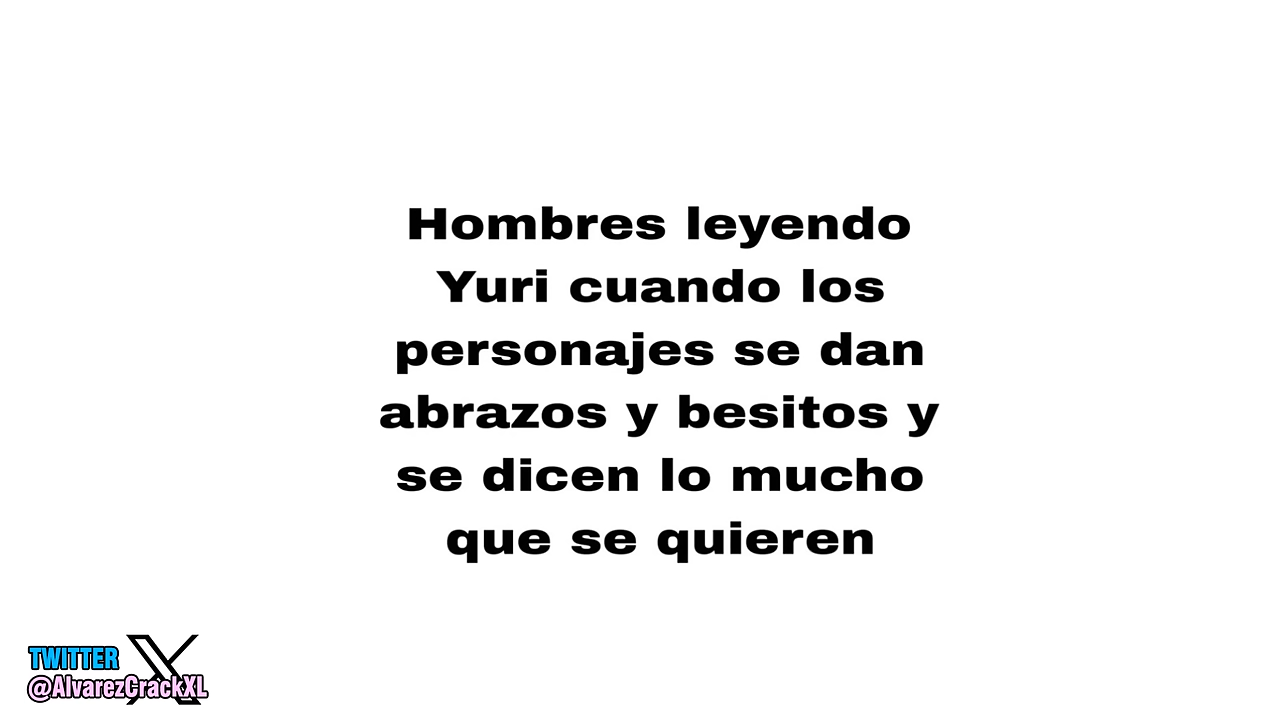 Hombres leyendo
Yuri cuando los
personajes se dan
abrazos y besitos y
se dicen lo mucho
que se quieren
TWITTER X
@AlvarezCrackXL